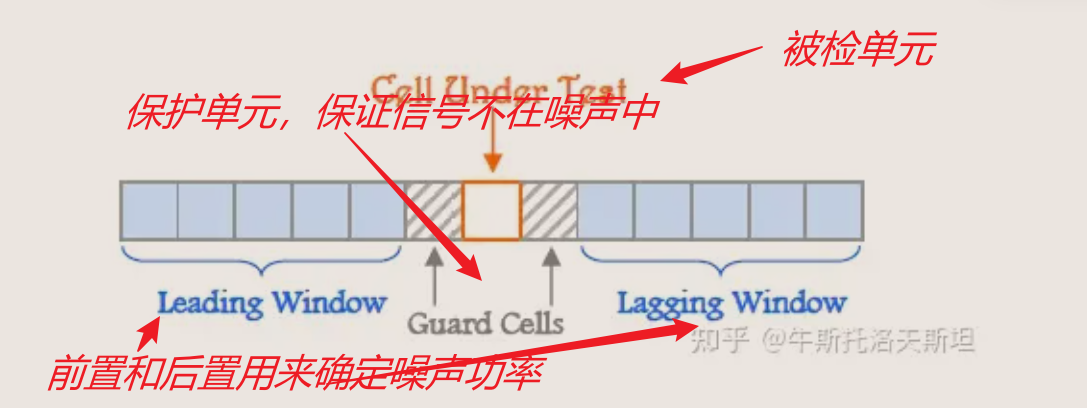 被检单元
Cell Under Test
保护单元，保证信号不在噪声中
Leading Window
Lagging Window
Guard Cells
知乎 @牛斯托洛天斯坦
前置和后置用来确定噪声功率